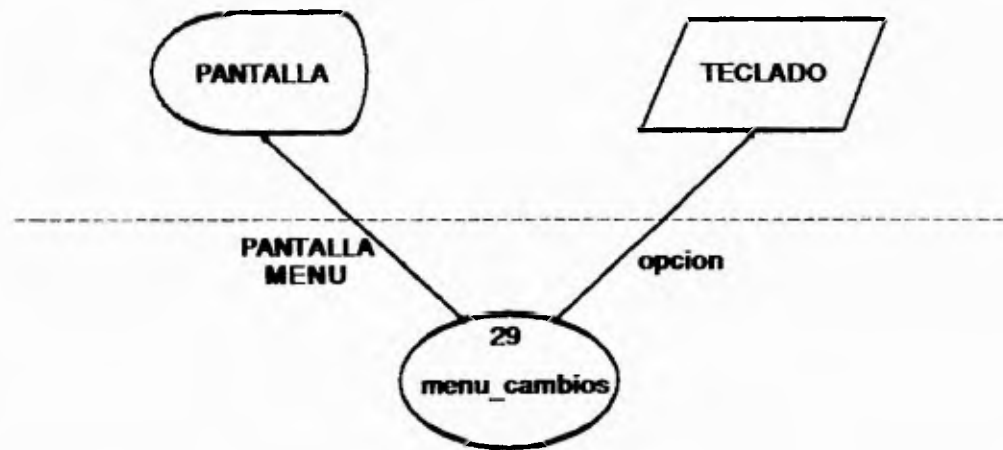 PANTALLA
TECLADO
PANTALLA
MENU
opcion
29
menu_cambios